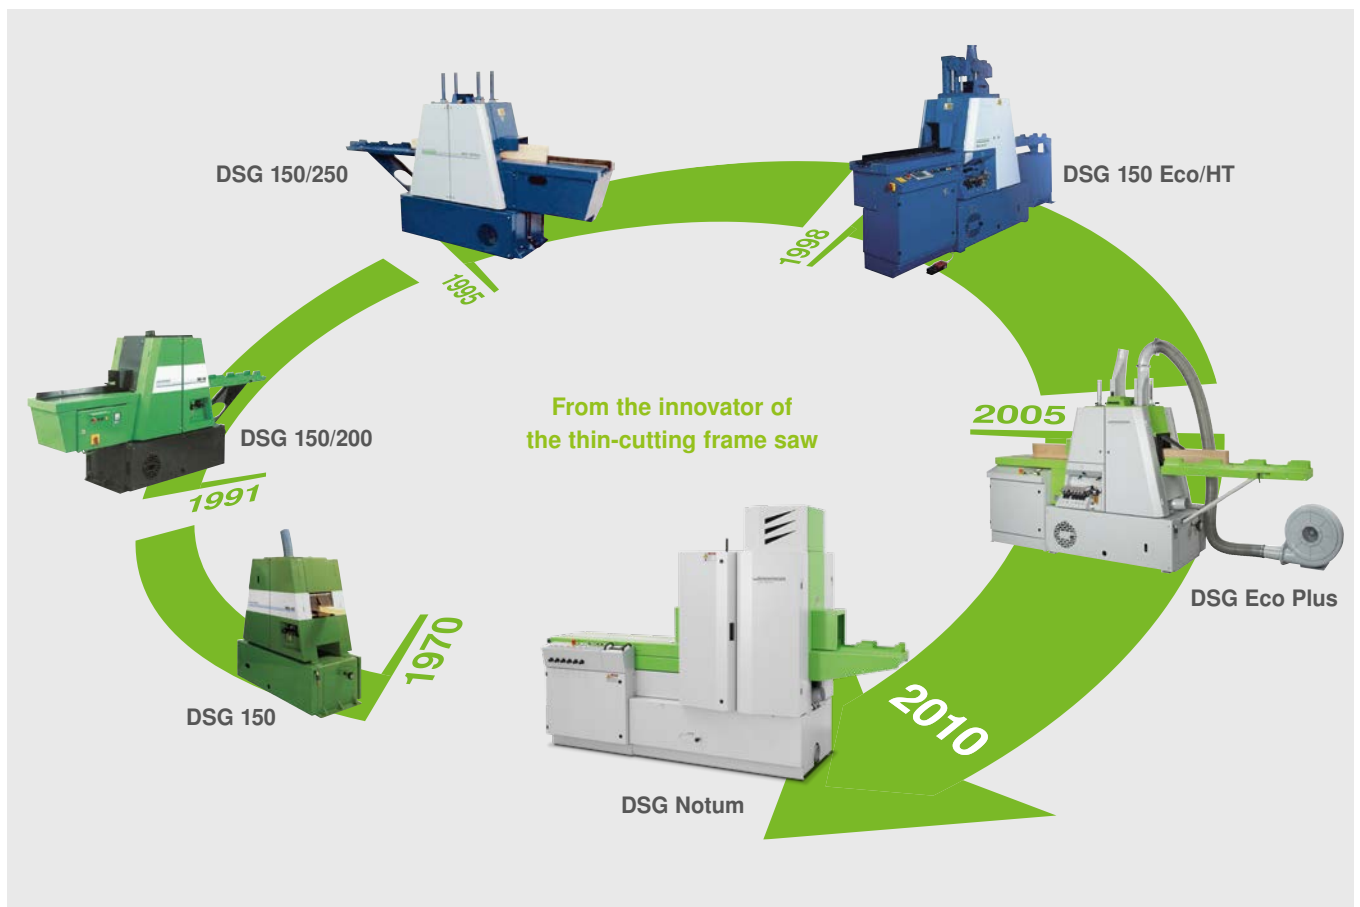 DSG 150/250
DSG 150 Eco/HT
1998
1995
From the innovator of
the thin-cutting frame saw
2005
DSG 150/200
1991
DSG Eco Plus
1970
DSG 150
2010
DSG Notum